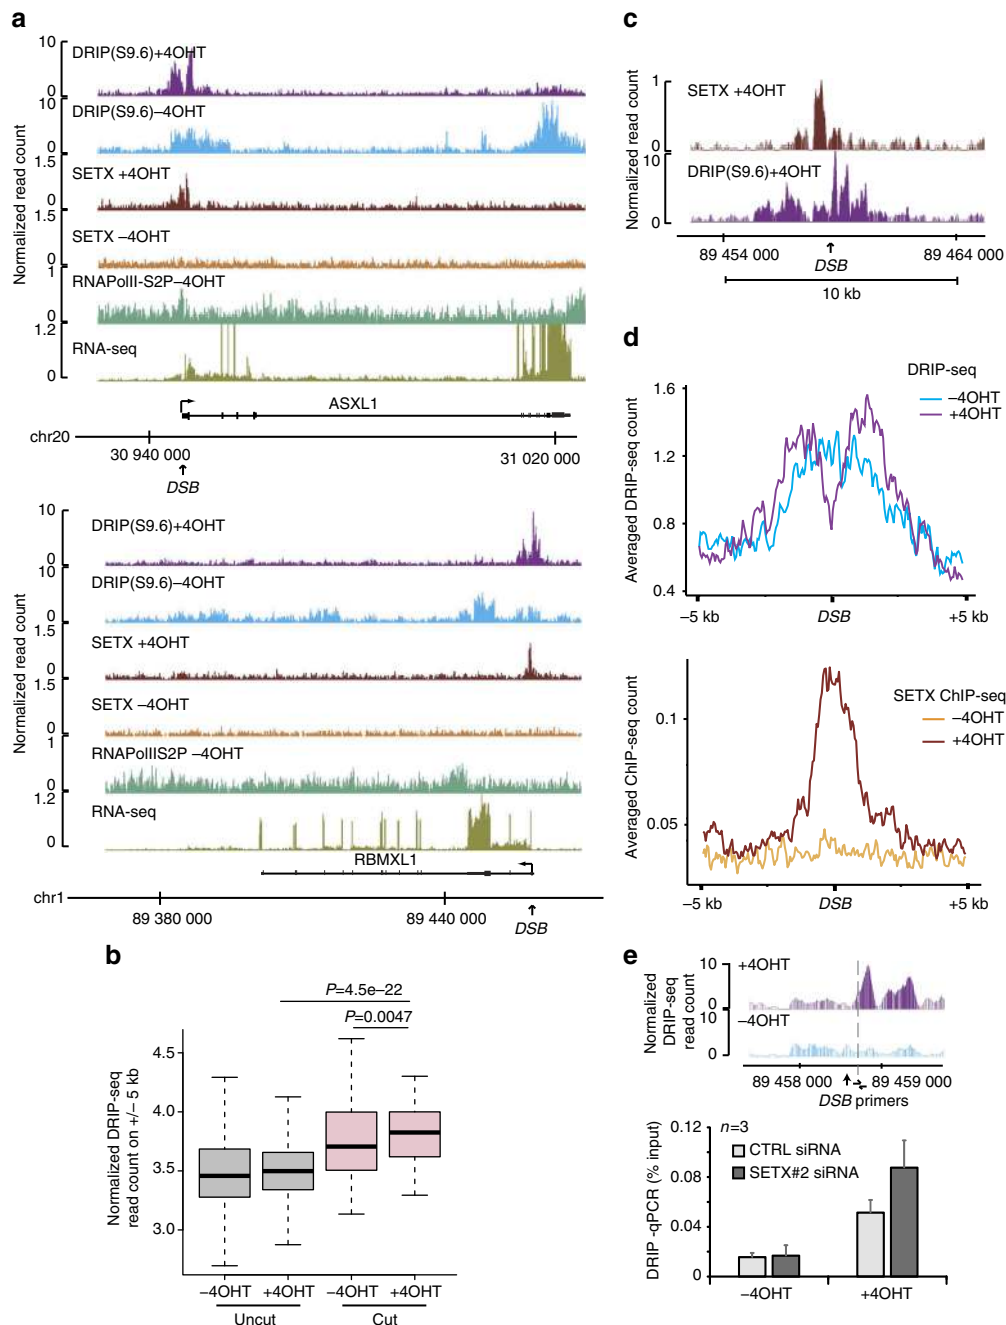 a
Normalized read count
10
DRIP(S9.6)+4OHT
0
10
DRIP(S9.6)–4OHT
0
1.5
SETX +4OHT
0
1.5
SETX –4OHT
0
1
RNAPolII-S2P–4OHT
0
1.2
RNA-seq
0
ASXL1
chr20
30 940 000
31 020 000
DSB
Normalized read count
10
DRIP(S9.6)+4OHT
0
10
DRIP(S9.6)–4OHT
0
1.5
SETX +4OHT
0
1.5
SETX –4OHT
0
1
RNAPolIIS2P –4OHT
0
1.2
RNA-seq
0
RBMXL1
chr1
89 380 000
89 440 000
DSB
b
P=4.5e–22
P=0.0047
Normalized DRIP-seq
read count on +/– 5 kb
4.5
4.0
3.5
3.0
–4OHT
+4OHT
–4OHT
+4OHT
Uncut
Cut
c
Normalized read count
1
SETX +4OHT
0
10
DRIP(S9.6)+4OHT
0
89 454 000
89 464 000
DSB
10 kb
d
Averaged DRIP-seq count
1.6
1.2
0.8
0.4
DRIP-seq
–4OHT
+4OHT
–5 kb
DSB
+5 kb
Averaged ChIP-seq count
0.1
0.05
SETX ChIP-seq
–4OHT
+4OHT
–5 kb
DSB
+5 kb
e
Normalized
DRIP-seq
read count
10
+4OHT
0
10
–4OHT
0
89 458 000
89 459 000
DSB primers
DRIP -qPCR (% input)
n=3
0.12
0.08
0.04
0
CTRL siRNA
SETX#2 siRNA
–4OHT
+4OHT